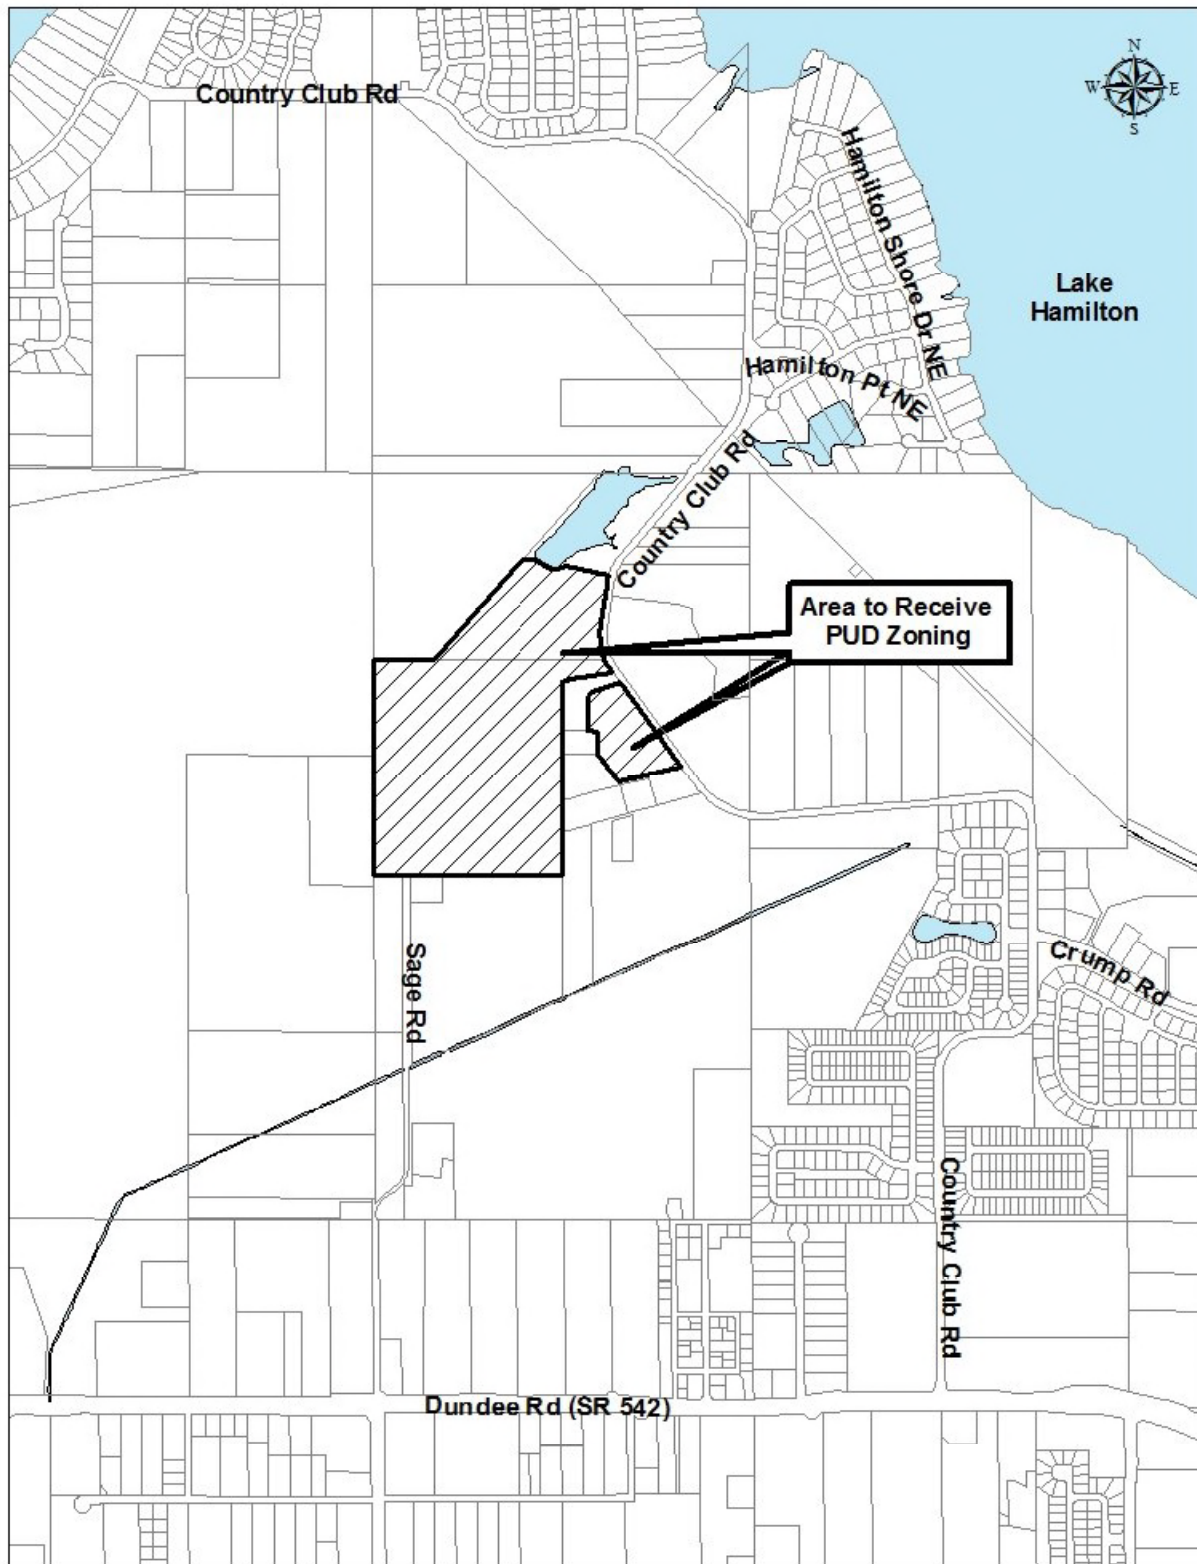 N
W
E
S
Country Club Rd
Hamilton Shore Dr NE
Lake
Hamilton
Hamilton Pt NE
Country Club Rd
Area to Receive
PUD Zoning
Sage Rd
Crump Rd
Country Club Rd
Dundee Rd (SR 542)